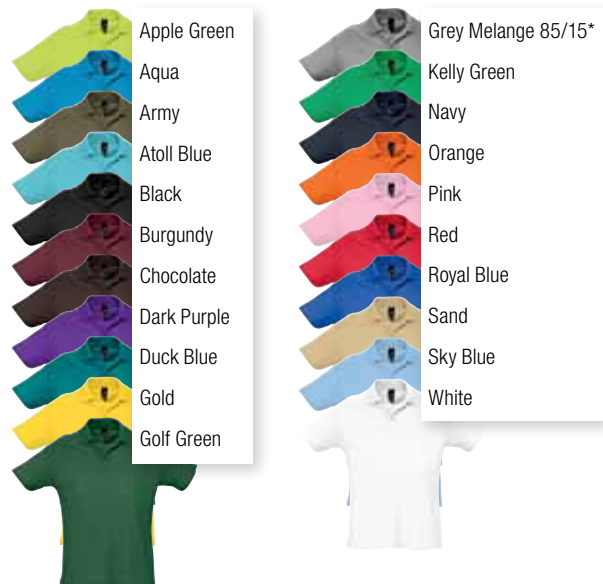 Apple Green
Aqua
Army
Atoll Blue
Black
Burgundy
Chocolate
Dark Purple
Duck Blue
Gold
Golf Green
Grey Melange 85/15*
Kelly Green
Navy
Orange
Pink
Red
Royal Blue
Sand
Sky Blue
White